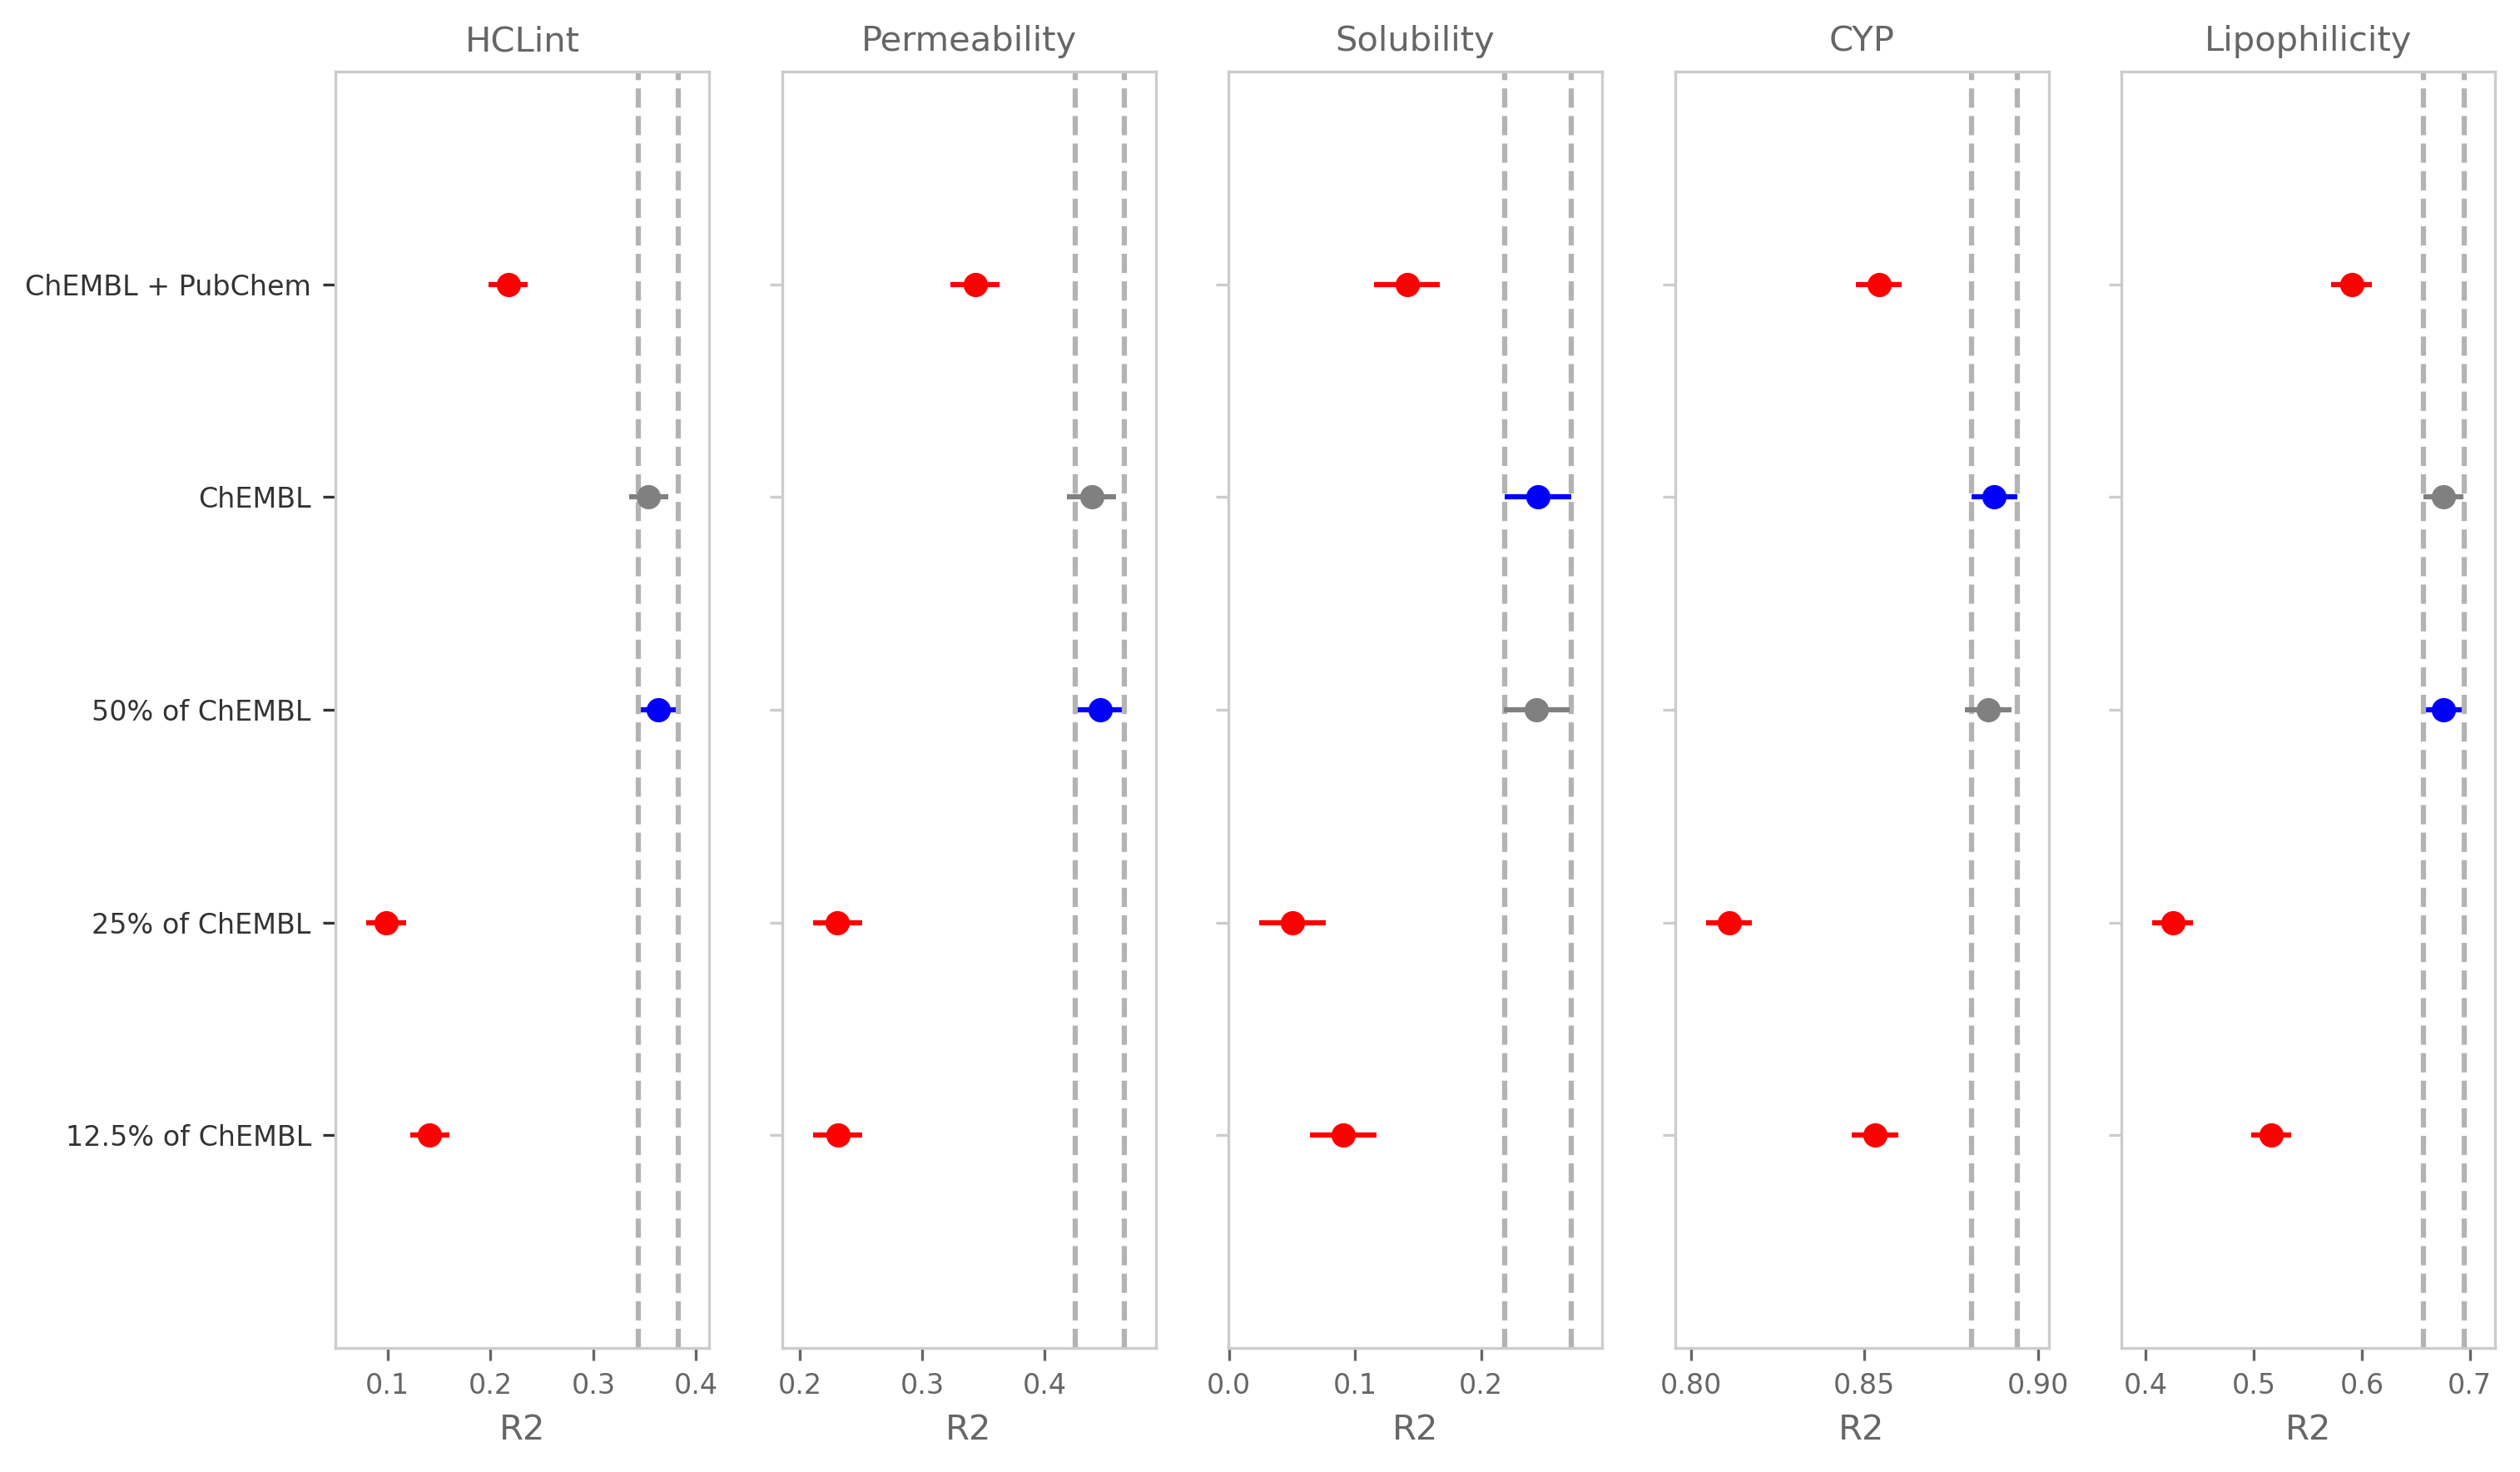 HCLint
Permeability
Solubility
CYP
Lipophilicity
ChEMBL + PubChem
ChEMBL
50% of ChEMBL
25% of ChEMBL
12.5% of ChEMBL
0.1 0.2 0.3 0.4
0.2 0.3 0.4
0.0 0.1 0.2
0.80 0.85 0.90
0.4 0.5 0.6 0.7
R2
R2
R2
R2
R2